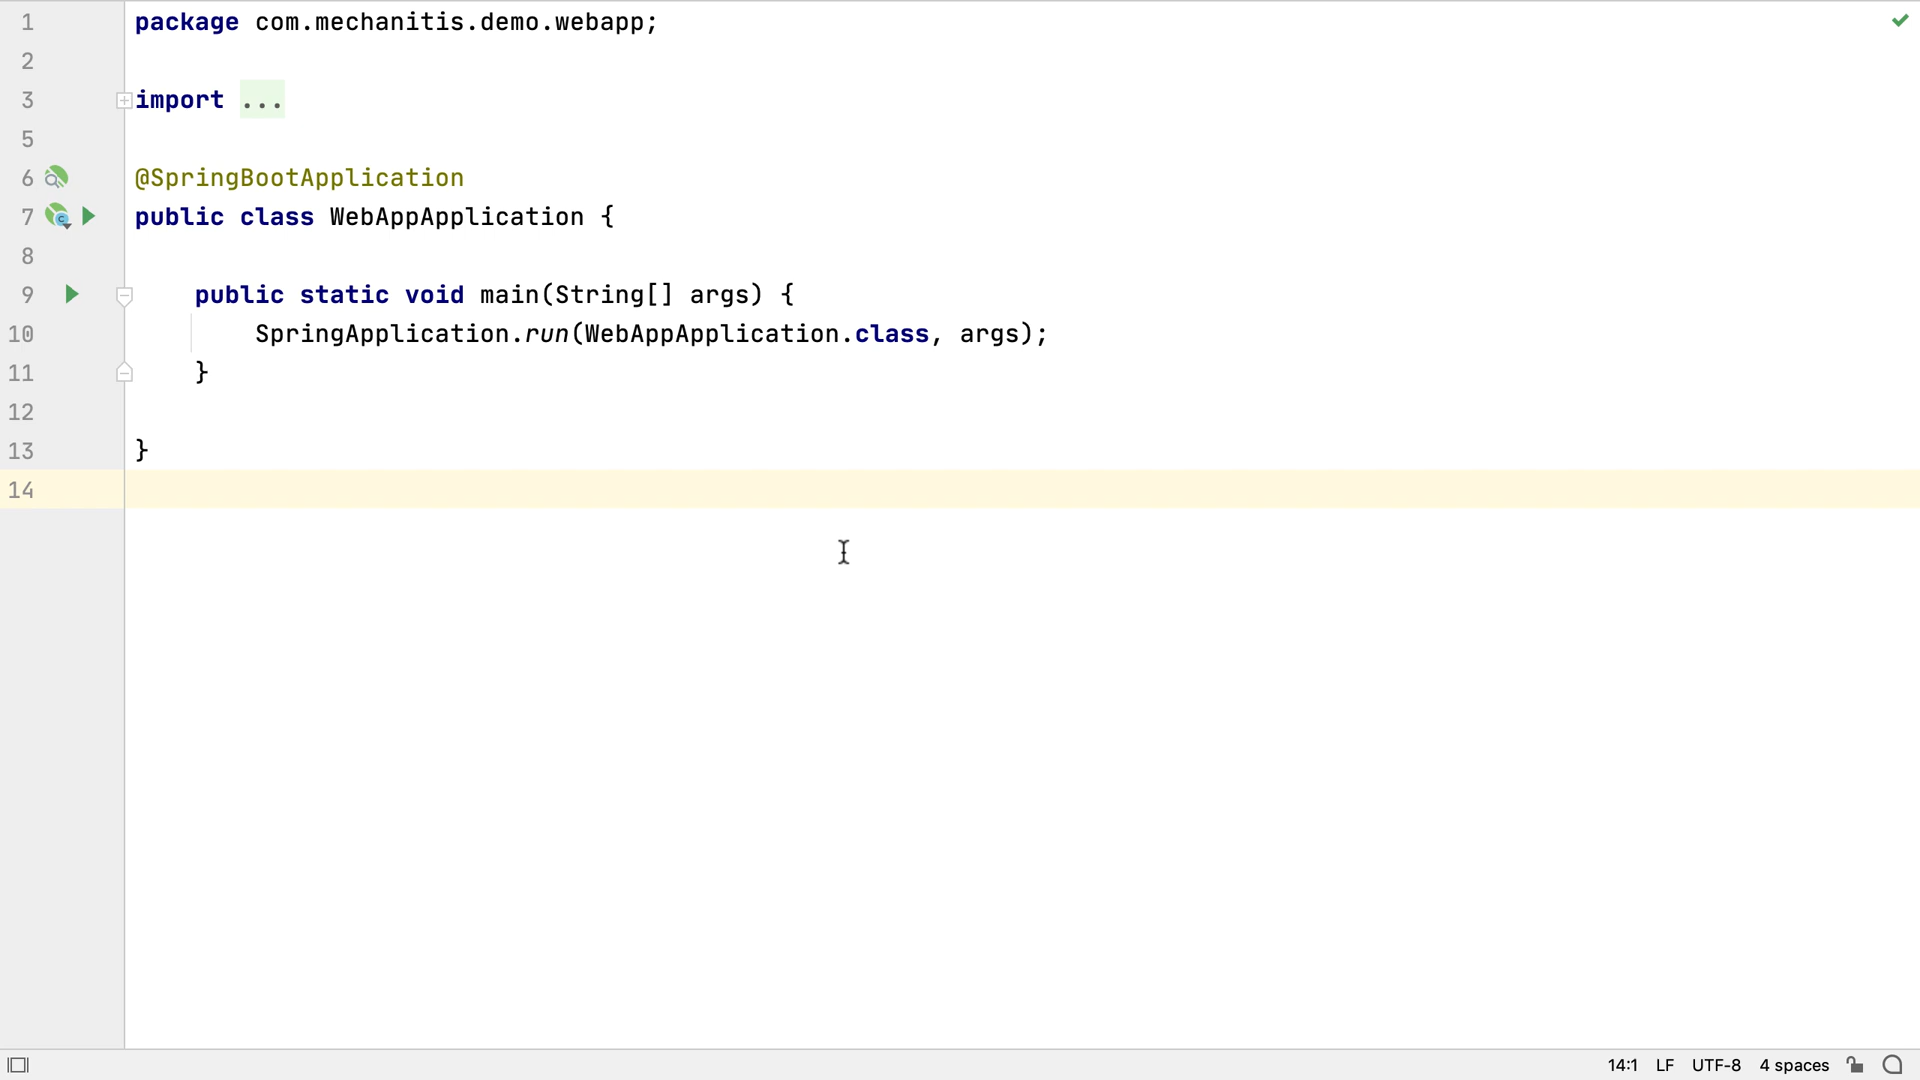 1 package com.mechanitis.demo.webapp;
2
3 import ...
5
6 @SpringBootApplication
7 public class WebAppApplication {
8
9 public static void main(String[] args) {
10 SpringApplication.run(WebAppApplication.class, args);
11 }
12
13 }
14
14:1 LF UTF-8 4 spaces